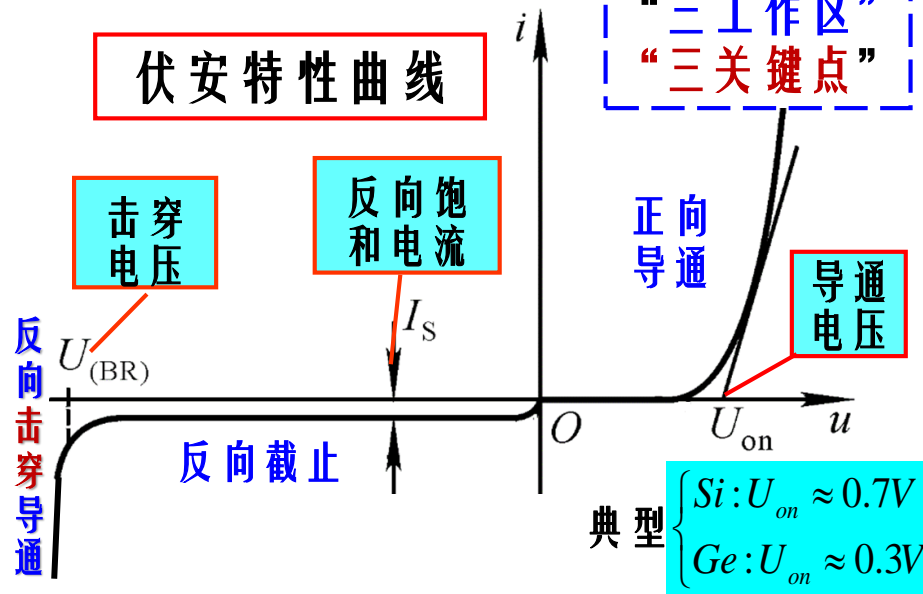 “三工作区”
“三关键点”
i
伏安特性曲线
击穿
电压
反向饱
和电流
正向
导通
导通
电压
I_S
U_(BR)
反向击穿导通
反向截止
O
U_on
u
典型
Si:U_on≈0.7V
Ge:U_on≈0.3V